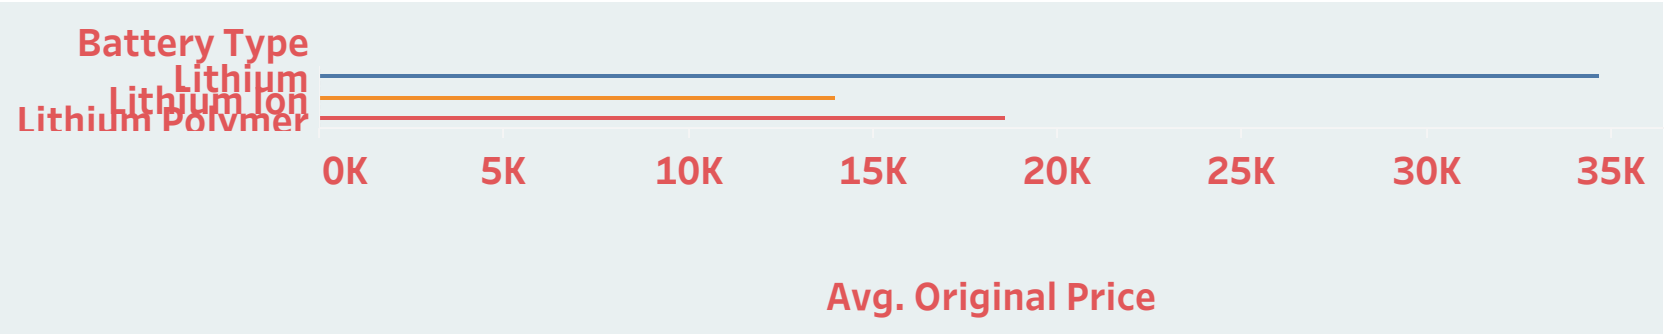 Battery Type
Lithium
Lithium Ion
Lithium Polymer
0K 5K 10K 15K 20K 25K 30K 35K
Avg. Original Price